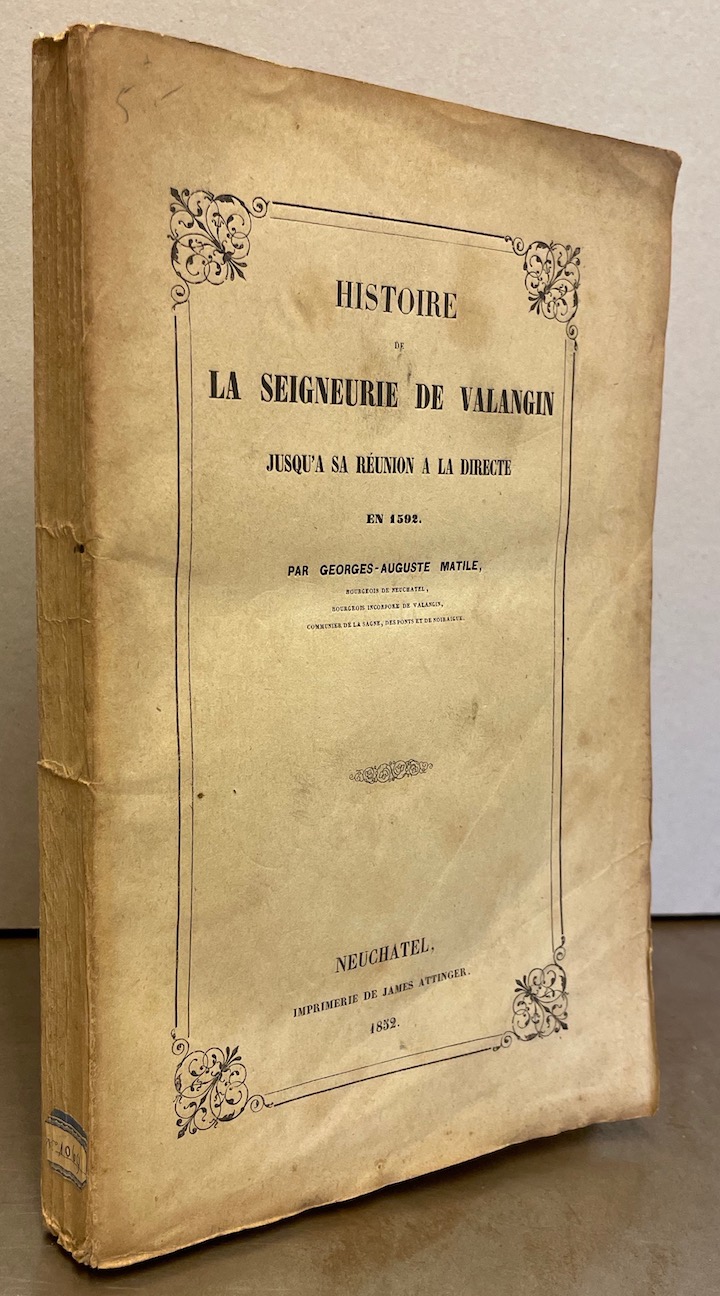 5.-
HISTOIRE
DE
LA SEIGNEURIE DE VALANGIN
JUSQU'A SA RÉUNION A LA DIRECTE
EN 1592.
PAR GEORGES-AUGUSTE MATILE,
BOURGEOIS DE NEUCHATEL,
BOURGEOIS INCORPORÉ DE VALANGIN,
COMMUNIER DE LA SAGNE, DES PONTS ET DE NOIRAIGUE.
NEUCHATEL.
IMPRIMERIE DE JAMES ATTINGER.
1852.